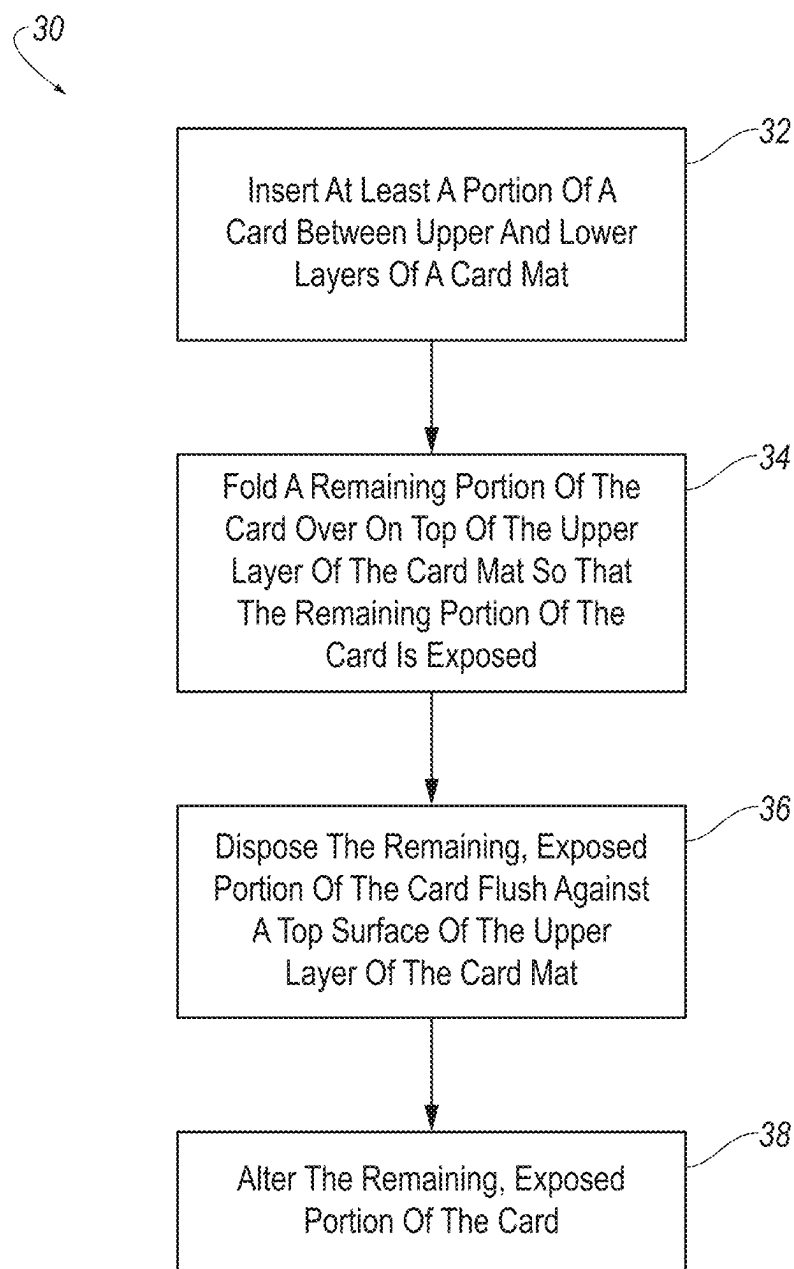 30
32
Insert At Least A Portion Of A
Card Between Upper And Lower
Layers Of A Card Mat
34
Fold A Remaining Portion Of The
Card Over On Top Of The Upper
Layer Of The Card Mat So That
The Remaining Portion Of The
Card Is Exposed
36
Dispose The Remaining, Exposed
Portion Of The Card Flush Against
A Top Surface Of The Upper
Layer Of The Card Mat
38
Alter The Remaining, Exposed
Portion Of The Card